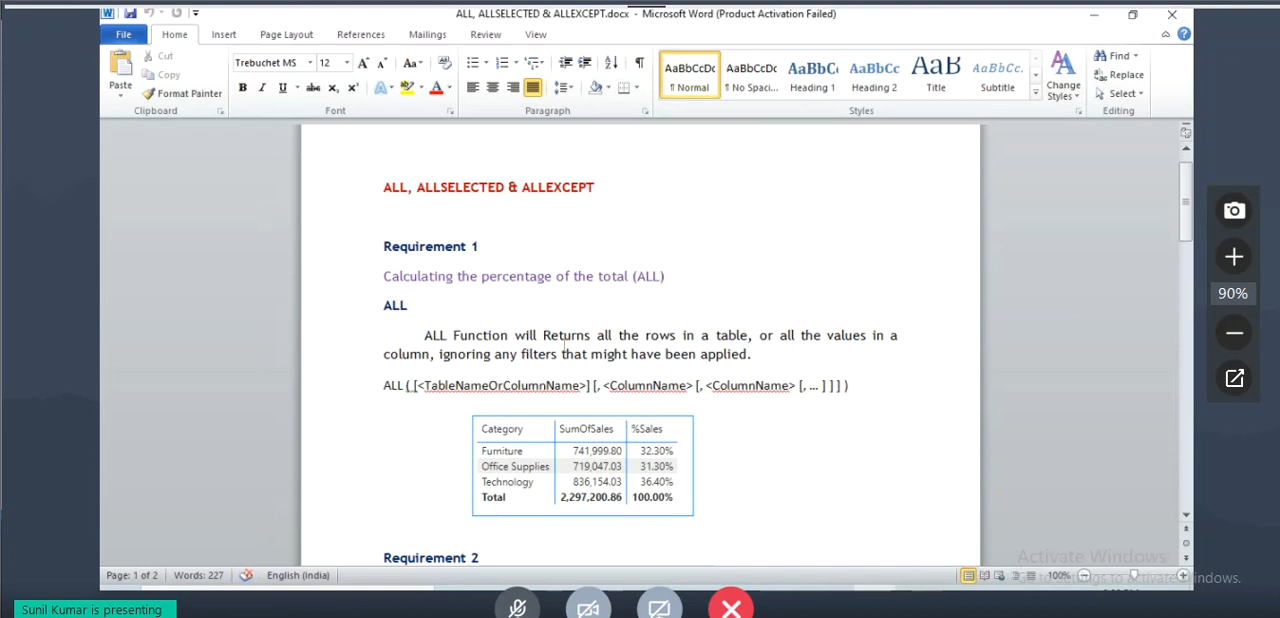 ALL, ALLSELECTED & ALLEXCEPT.docx - Microsoft Word (Product Activation Failed)
File Home Insert Page Layout References Mailings Review View
Cut
Copy
Paste
Format Painter
Clipboard
Trebuchet MS 12
Font
Paragraph
AaBbCcDc AaBbCcDc AaBbC AaBbCc AaB AaBbCc.
¶ Normal ¶ No Spaci... Heading 1 Heading 2 Title Subtitle
Change
Styles
Styles
Find
Replace
Select
Editing
ALL, ALLSELECTED & ALLEXCEPT
Requirement 1
Calculating the percentage of the total (ALL)
ALL
ALL Function will Returns all the rows in a table, or all the values in a
column, ignoring any filters that might have been applied.
ALL ( [<TableNameOrColumnName>] [, <ColumnName> [, <ColumnName> [, … ] ] ] )
Category SumOfSales %Sales
Furniture 741,999.80 32.30%
Office Supplies 719,047.03 31.30%
Technology 836,154.03 36.40%
Total 2,297,200.86 100.00%
Requirement 2
90%
Activate Windows
Page: 1 of 2 Words: 227 English (India) 100%
Sunil Kumar is presenting